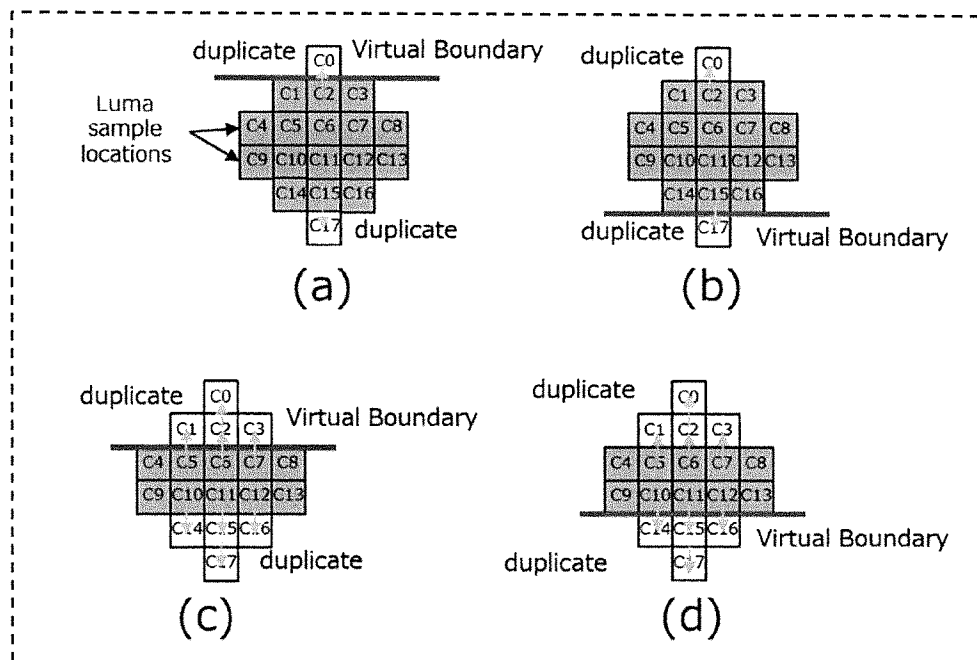 duplicate C0 Virtual Boundary
C1 C2 C3
Luma sample locations
C4 C5 C6 C7 C8
C9 C10 C11 C12 C13
C14 C15 C16
C17 duplicate
(a)
duplicate C0
C1 C2 C3
C4 C5 C6 C7 C8
C9 C10 C11 C12 C13
C14 C15 C16
duplicate C17 Virtual Boundary
(b)
duplicate C0
Virtual Boundary
C1 C2 C3
C4 C5 C6 C7 C8
C9 C10 C11 C12 C13
C14 C15 C16
C17 duplicate
(c)
duplicate C0
C1 C2 C3
C4 C5 C6 C7 C8
C9 C10 C11 C12 C13
C14 C15 C16 Virtual Boundary
duplicate C17
(d)